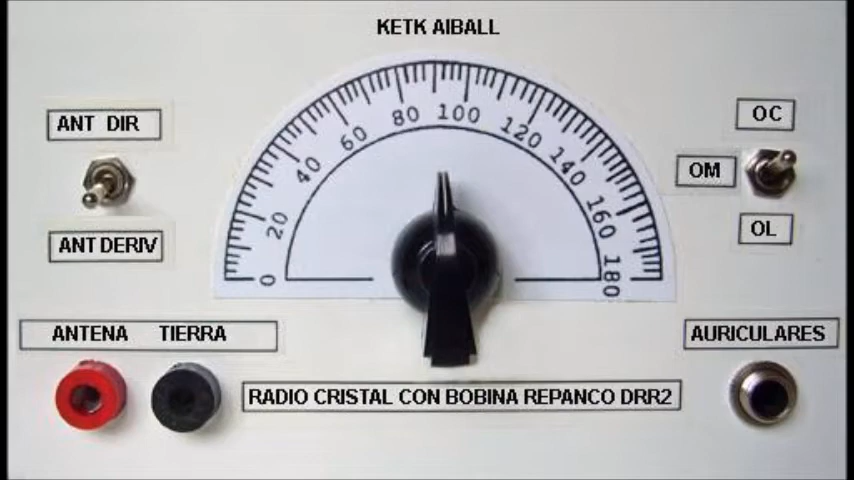 KETK AIBALL
ANT DIR
ANT DERIV
0 20 40 60 80 100 120 140 160 180
OC
OM
OL
ANTENA TIERRA
AURICULARES
RADIO CRISTAL CON BOBINA REPANCO DRR2